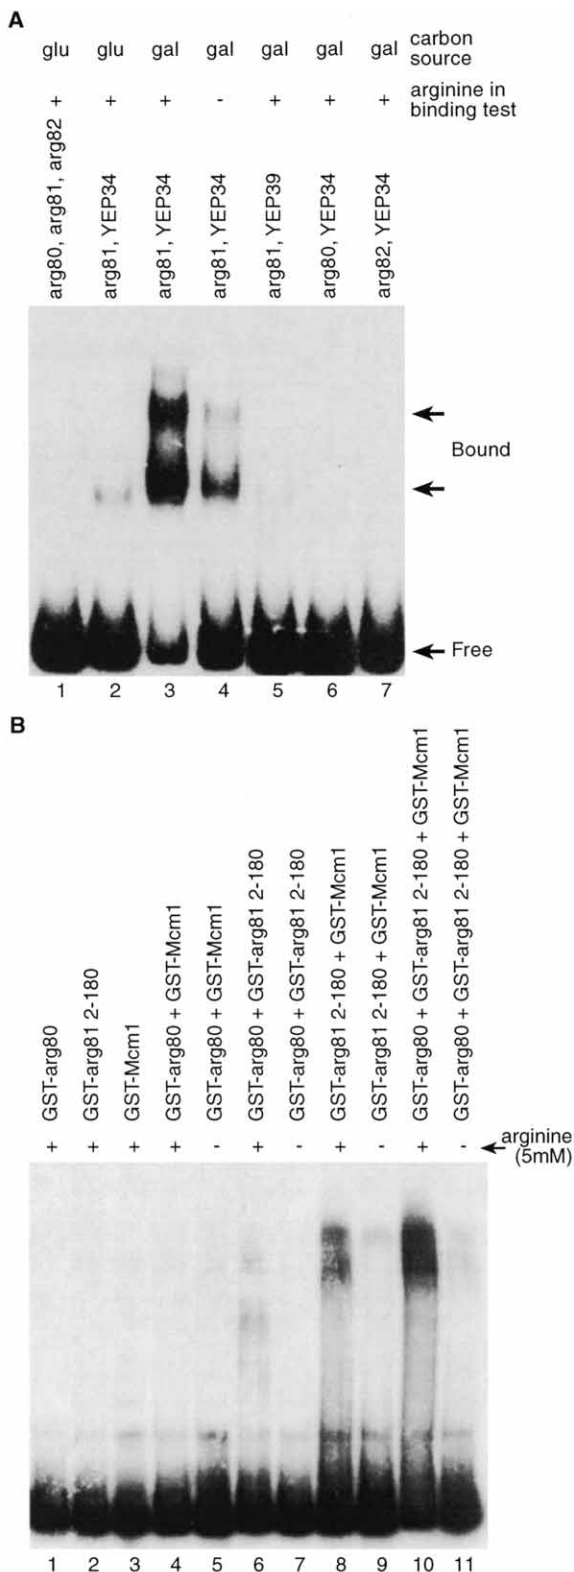 A
glu glu gal gal gal gal gal carbon source
+ + + - + + + arginine in binding test
arg80, arg81, arg82
arg81, YEP34
arg81, YEP34
arg81, YEP34
arg81, YEP39
arg80, YEP34
arg82, YEP34
Bound
Free
1 2 3 4 5 6 7
B
GST-arg80
GST-arg81 2-180
GST-Mcm1
GST-arg80 + GST-Mcm1
GST-arg80 + GST-Mcm1
GST-arg80 + GST-arg81 2-180
GST-arg80 + GST-arg81 2-180
GST-arg81 2-180 + GST-Mcm1
GST-arg81 2-180 + GST-Mcm1
GST-arg80 + GST-arg81 2-180 + GST-Mcm1
GST-arg80 + GST-arg81 2-180 + GST-Mcm1
+ + + + - + - + - + - arginine
(5mM)
1 2 3 4 5 6 7 8 9 10 11